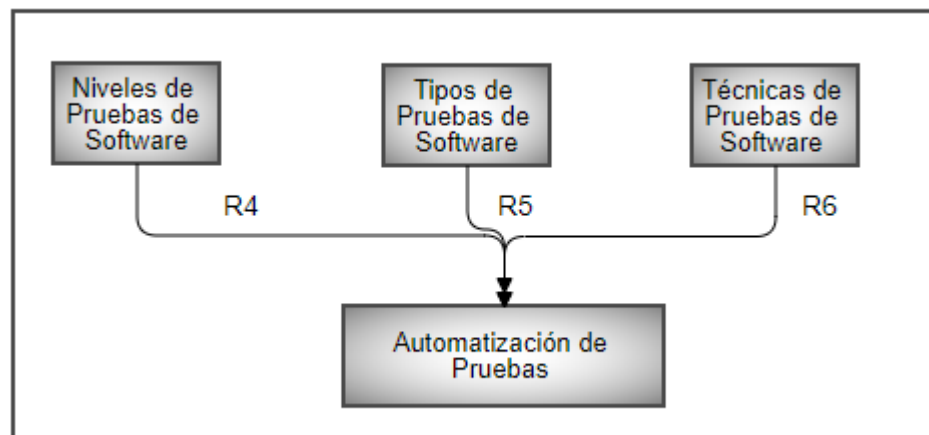 Niveles de
Pruebas de
Software
Tipos de
Pruebas de
Software
Técnicas de
Pruebas de
Software
R4
R5
R6
Automatización de
Pruebas